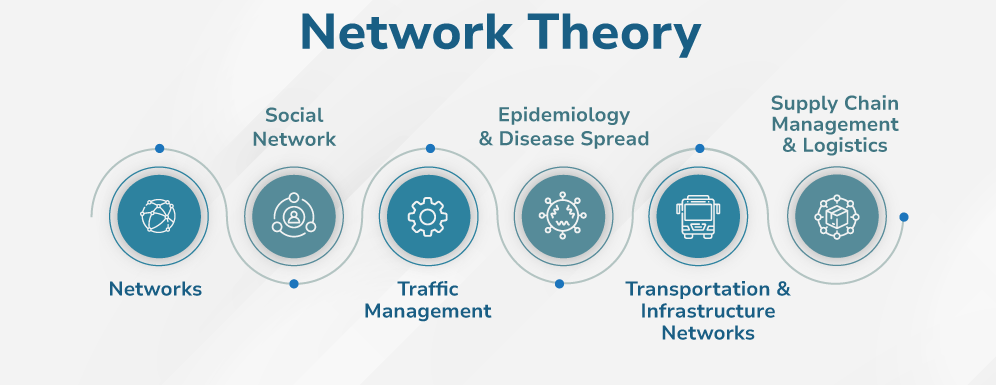 Network Theory
Social
Network
Epidemiology
& Disease Spread
Supply Chain
Management
& Logistics
Networks
Traffic
Management
Transportation &
Infrastructure
Networks